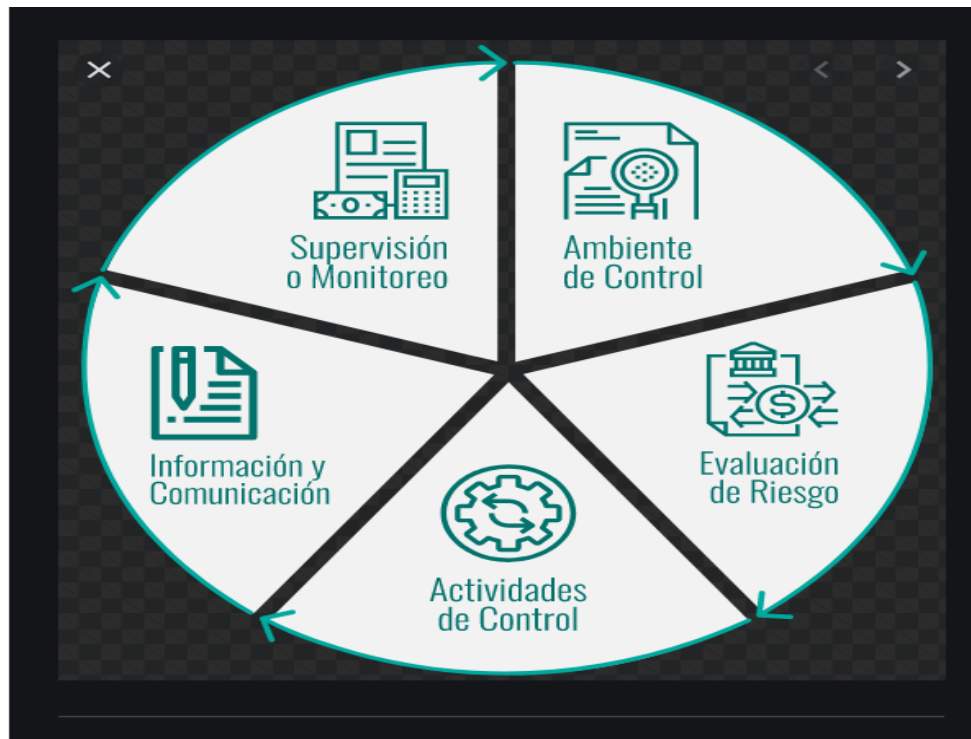 Supervisión
o Monitoreo
Ambiente
de Control
Información y
Comunicación
Evaluación
de Riesgo
Actividades
de Control